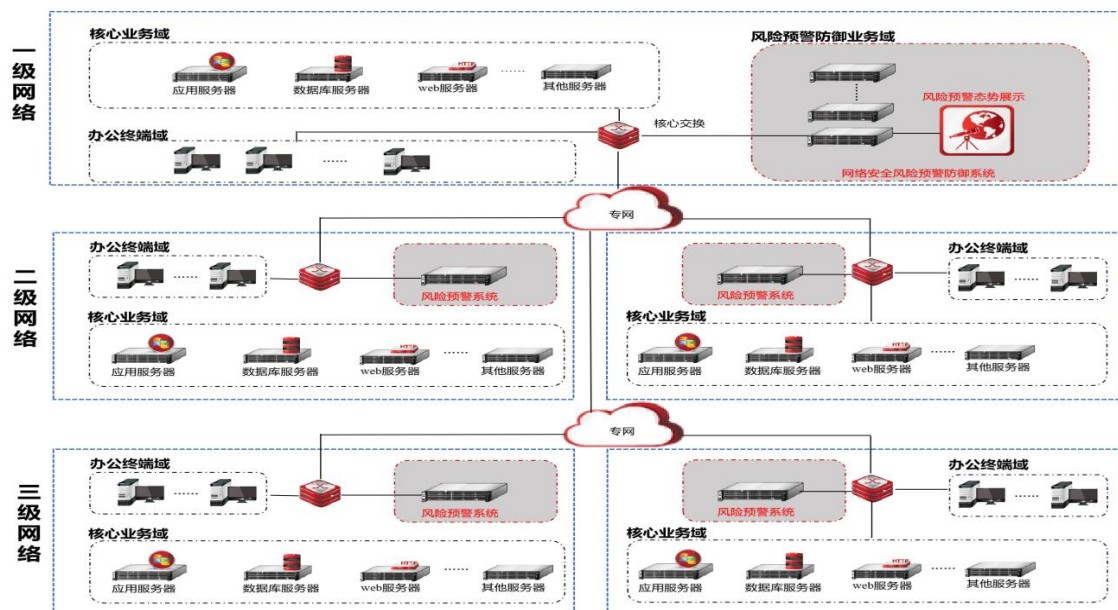 一级网络
核心业务域
应用服务器
数据库服务器
HTTP
web服务器
……
其他服务器
办公终端域
……
核心交换
风险预警防御业务域
……
风险预警态势展示
网络安全风险预警防御系统
专网
二级网络
办公终端域
……
风险预警系统
核心业务域
应用服务器
数据库服务器
HTTP
web服务器
……
其他服务器
风险预警系统
办公终端域
……
核心业务域
应用服务器
数据库服务器
HTTP
web服务器
……
其他服务器
专网
三级网络
办公终端域
……
风险预警系统
核心业务域
应用服务器
数据库服务器
HTTP
web服务器
……
其他服务器
风险预警系统
办公终端域
……
核心业务域
应用服务器
数据库服务器
HTTP
web服务器
……
其他服务器